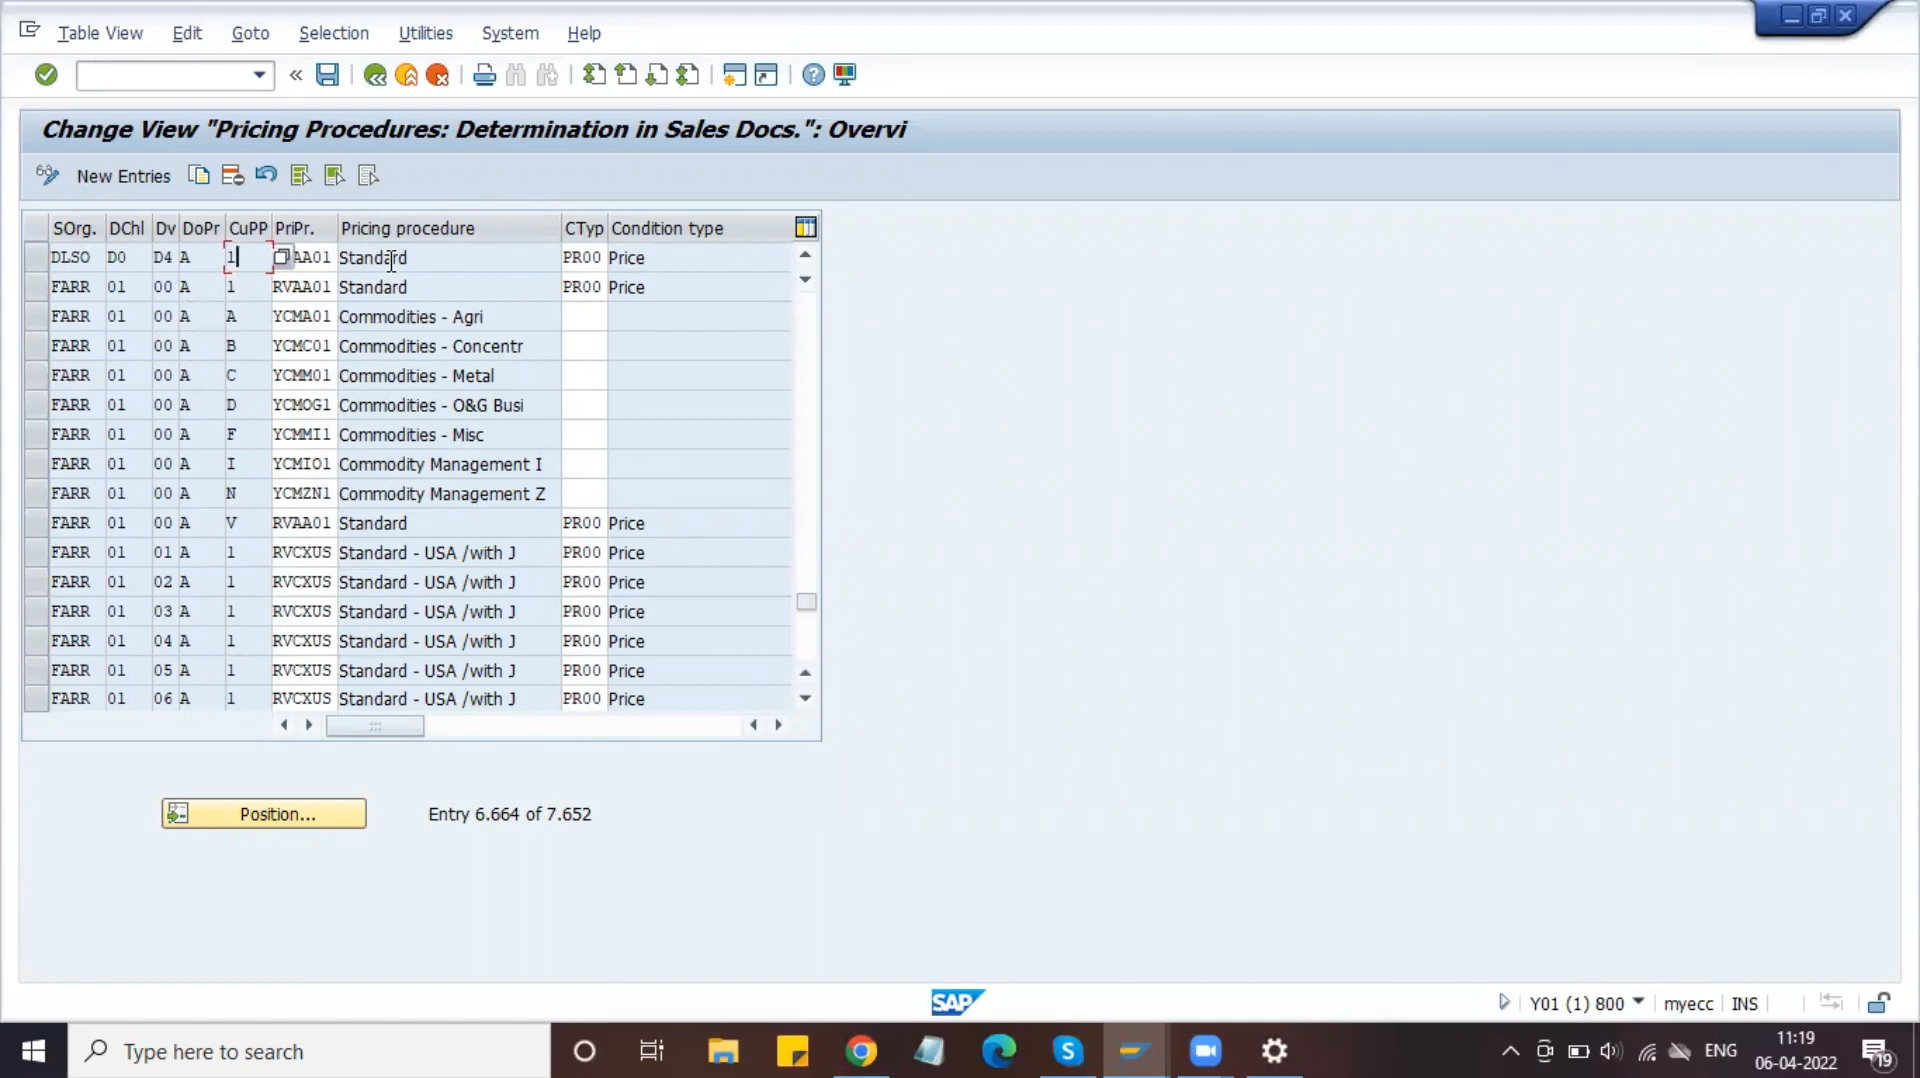 Table View Edit Goto Selection Utilities System Help
Change View "Pricing Procedures: Determination in Sales Docs.": Overvi
New Entries
SOrg. DChl Dv DoPr CuPP PriPr. Pricing procedure CTyp Condition type
DLSO D0 D4 A 1 AA01 Standard PR00 Price
FARR 01 00 A 1 RVAA01 Standard PR00 Price
FARR 01 00 A A YCMA01 Commodities - Agri
FARR 01 00 A B YCMC01 Commodities - Concentr
FARR 01 00 A C YCMM01 Commodities - Metal
FARR 01 00 A D YCMOG1 Commodities - O&G Busi
FARR 01 00 A F YCMMI1 Commodities - Misc
FARR 01 00 A I YCMIO1 Commodity Management I
FARR 01 00 A N YCMZN1 Commodity Management Z
FARR 01 00 A V RVAA01 Standard PR00 Price
FARR 01 01 A 1 RVCXUS Standard - USA /with J PR00 Price
FARR 01 02 A 1 RVCXUS Standard - USA /with J PR00 Price
FARR 01 03 A 1 RVCXUS Standard - USA /with J PR00 Price
FARR 01 04 A 1 RVCXUS Standard - USA /with J PR00 Price
FARR 01 05 A 1 RVCXUS Standard - USA /with J PR00 Price
FARR 01 06 A 1 RVCXUS Standard - USA /with J PR00 Price
Position... Entry 6.664 of 7.652
SAP Y01 (1) 800 myecc INS
Type here to search ENG 11:19
06-04-2022 19